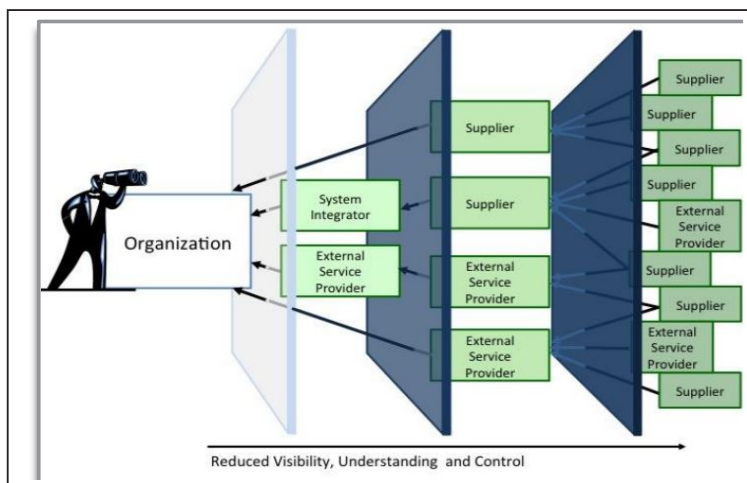 Organization
System
Integrator
External
Service
Provider
Supplier
Supplier
External
Service
Provider
External
Service
Provider
Supplier
Supplier
Supplier
Supplier
External
Service
Provider
Supplier
Supplier
External
Service
Provider
Supplier
Reduced Visibility, Understanding and Control